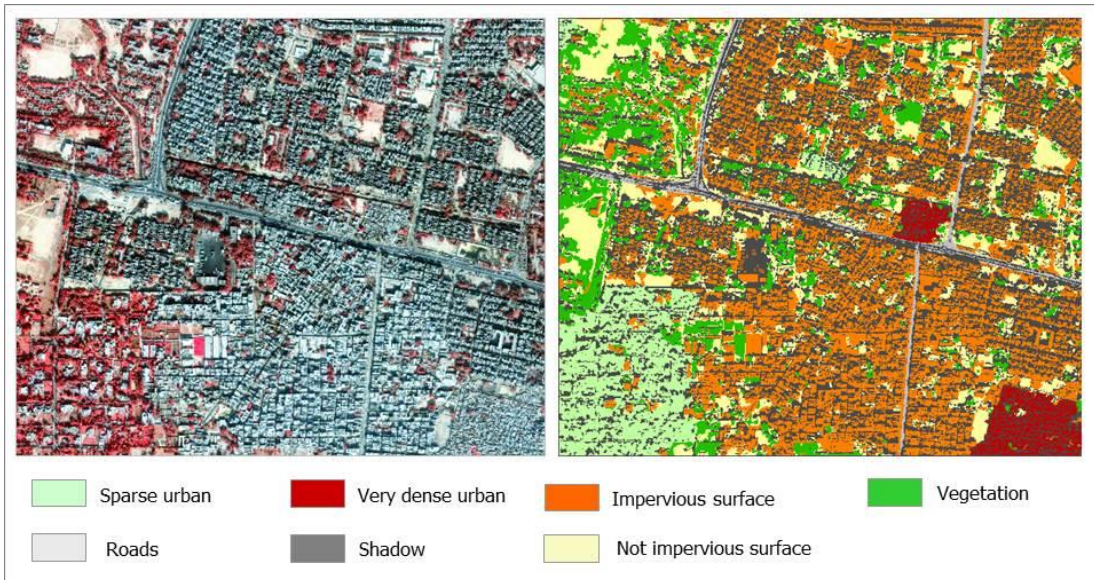 Sparse urban
Very dense urban
Impervious surface
Vegetation
Roads
Shadow
Not impervious surface